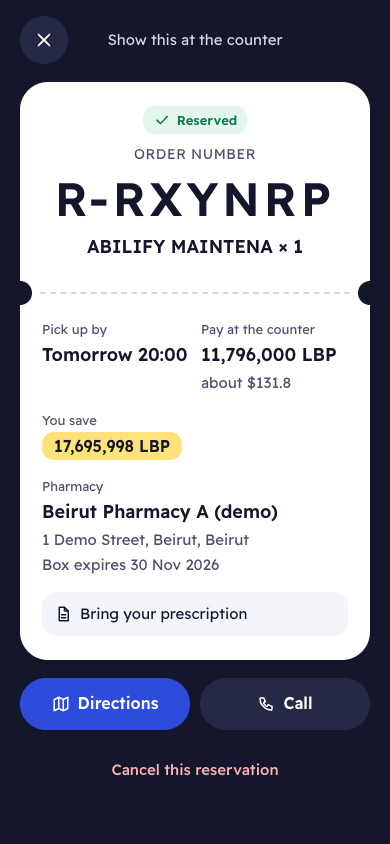 Show this at the counter
Reserved
ORDER NUMBER
R-RXYNRP
ABILIFY MAINTENA × 1
Pick up by
Tomorrow 20:00
Pay at the counter
11,796,000 LBP
about $131.8
You save
17,695,998 LBP
Pharmacy
Beirut Pharmacy A (demo)
1 Demo Street, Beirut, Beirut
Box expires 30 Nov 2026
Bring your prescription
Directions
Call
Cancel this reservation